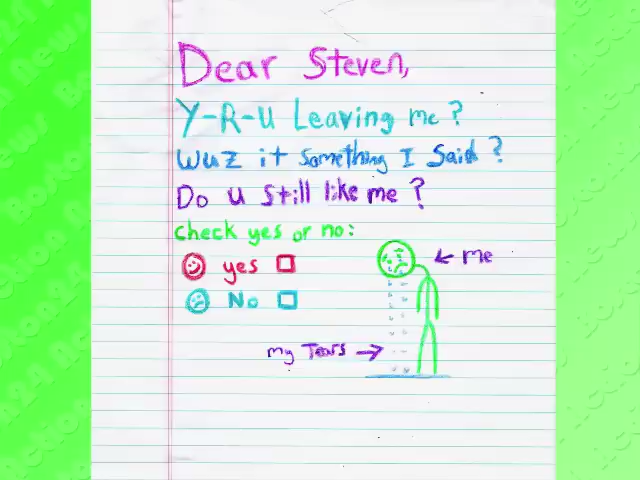 Dear Steven,
Y-R-U Leaving me?
wuz it something I said?
Do u still like me?
check yes or no:
yes
me
No
my Tears